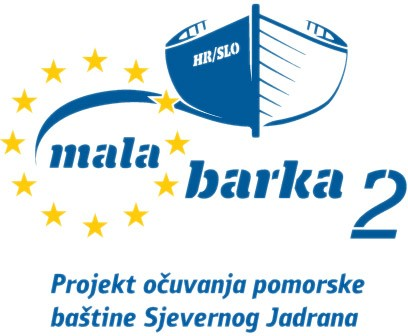 HR/SLO
mala
barka 2
Projekt očuvanja pomorske
baštine Sjevernog Jadrana